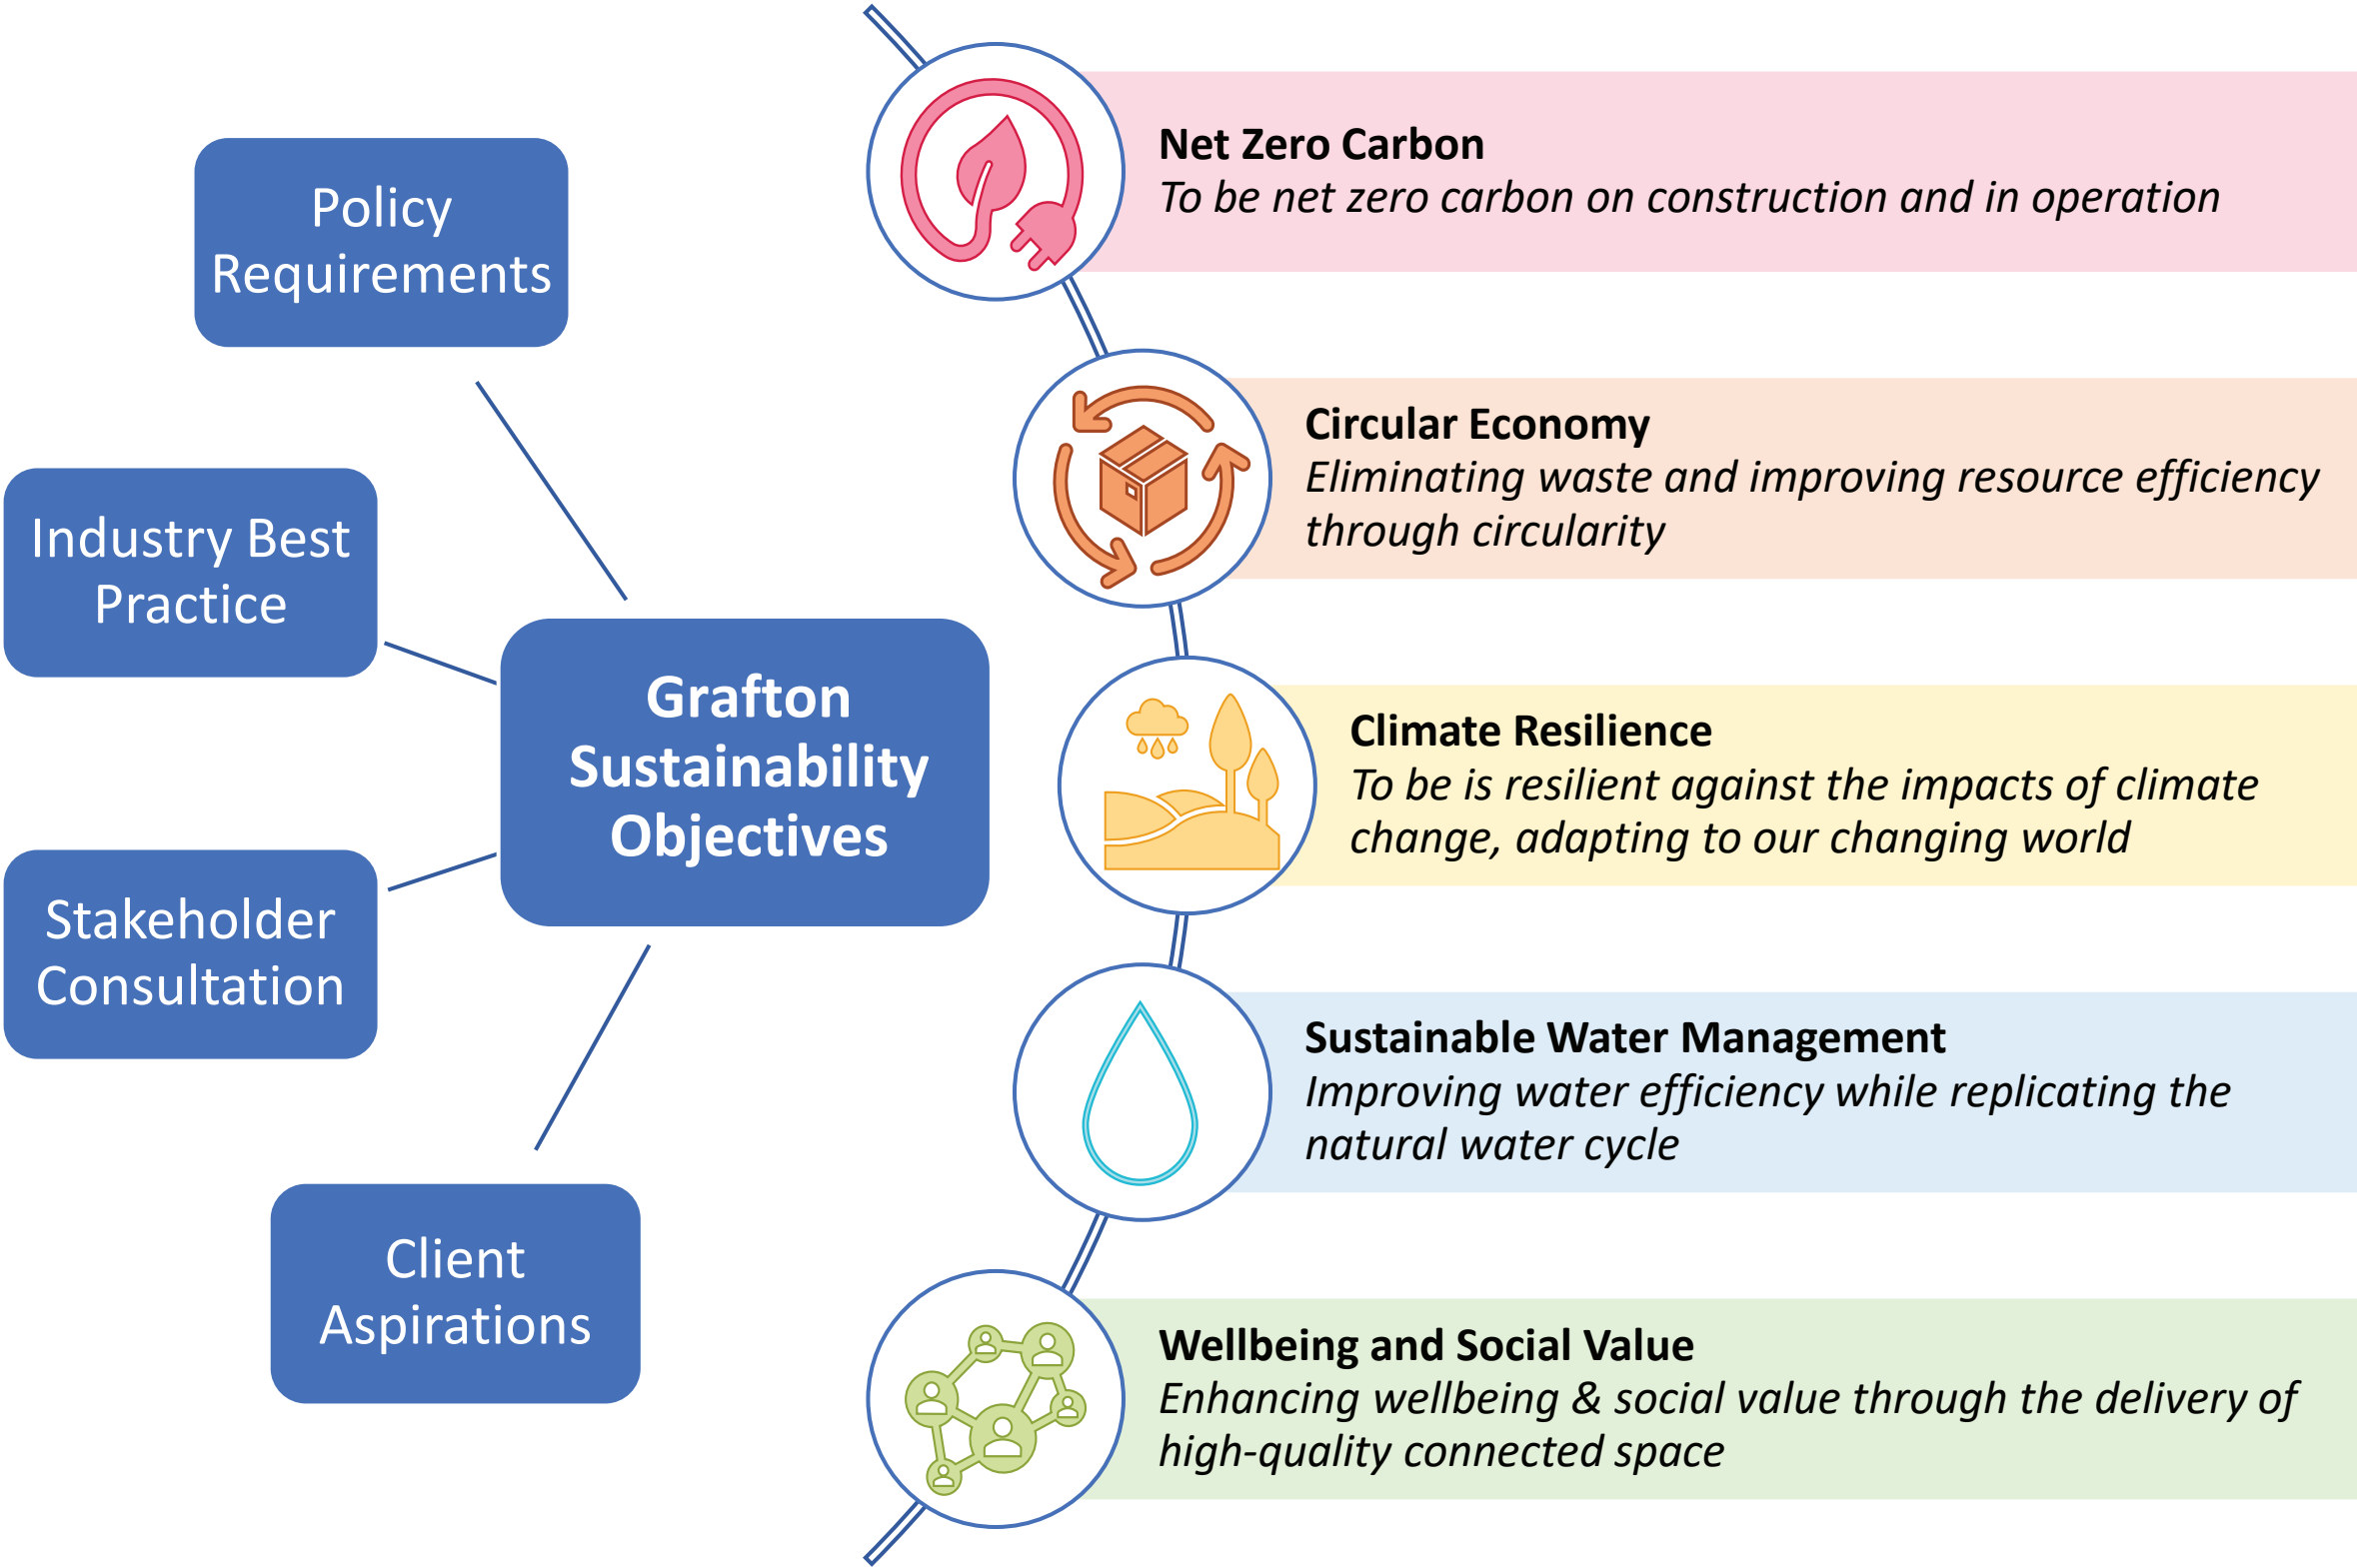 Policy
Requirements
Industry Best
Practice
Grafton
Sustainability
Objectives
Stakeholder
Consultation
Client
Aspirations
Net Zero Carbon
To be net zero carbon on construction and in operation
Circular Economy
Eliminating waste and improving resource efficiency
through circularity
Climate Resilience
To be is resilient against the impacts of climate
change, adapting to our changing world
Sustainable Water Management
Improving water efficiency while replicating the
natural water cycle
Wellbeing and Social Value
Enhancing wellbeing & social value through the delivery of
high-quality connected space